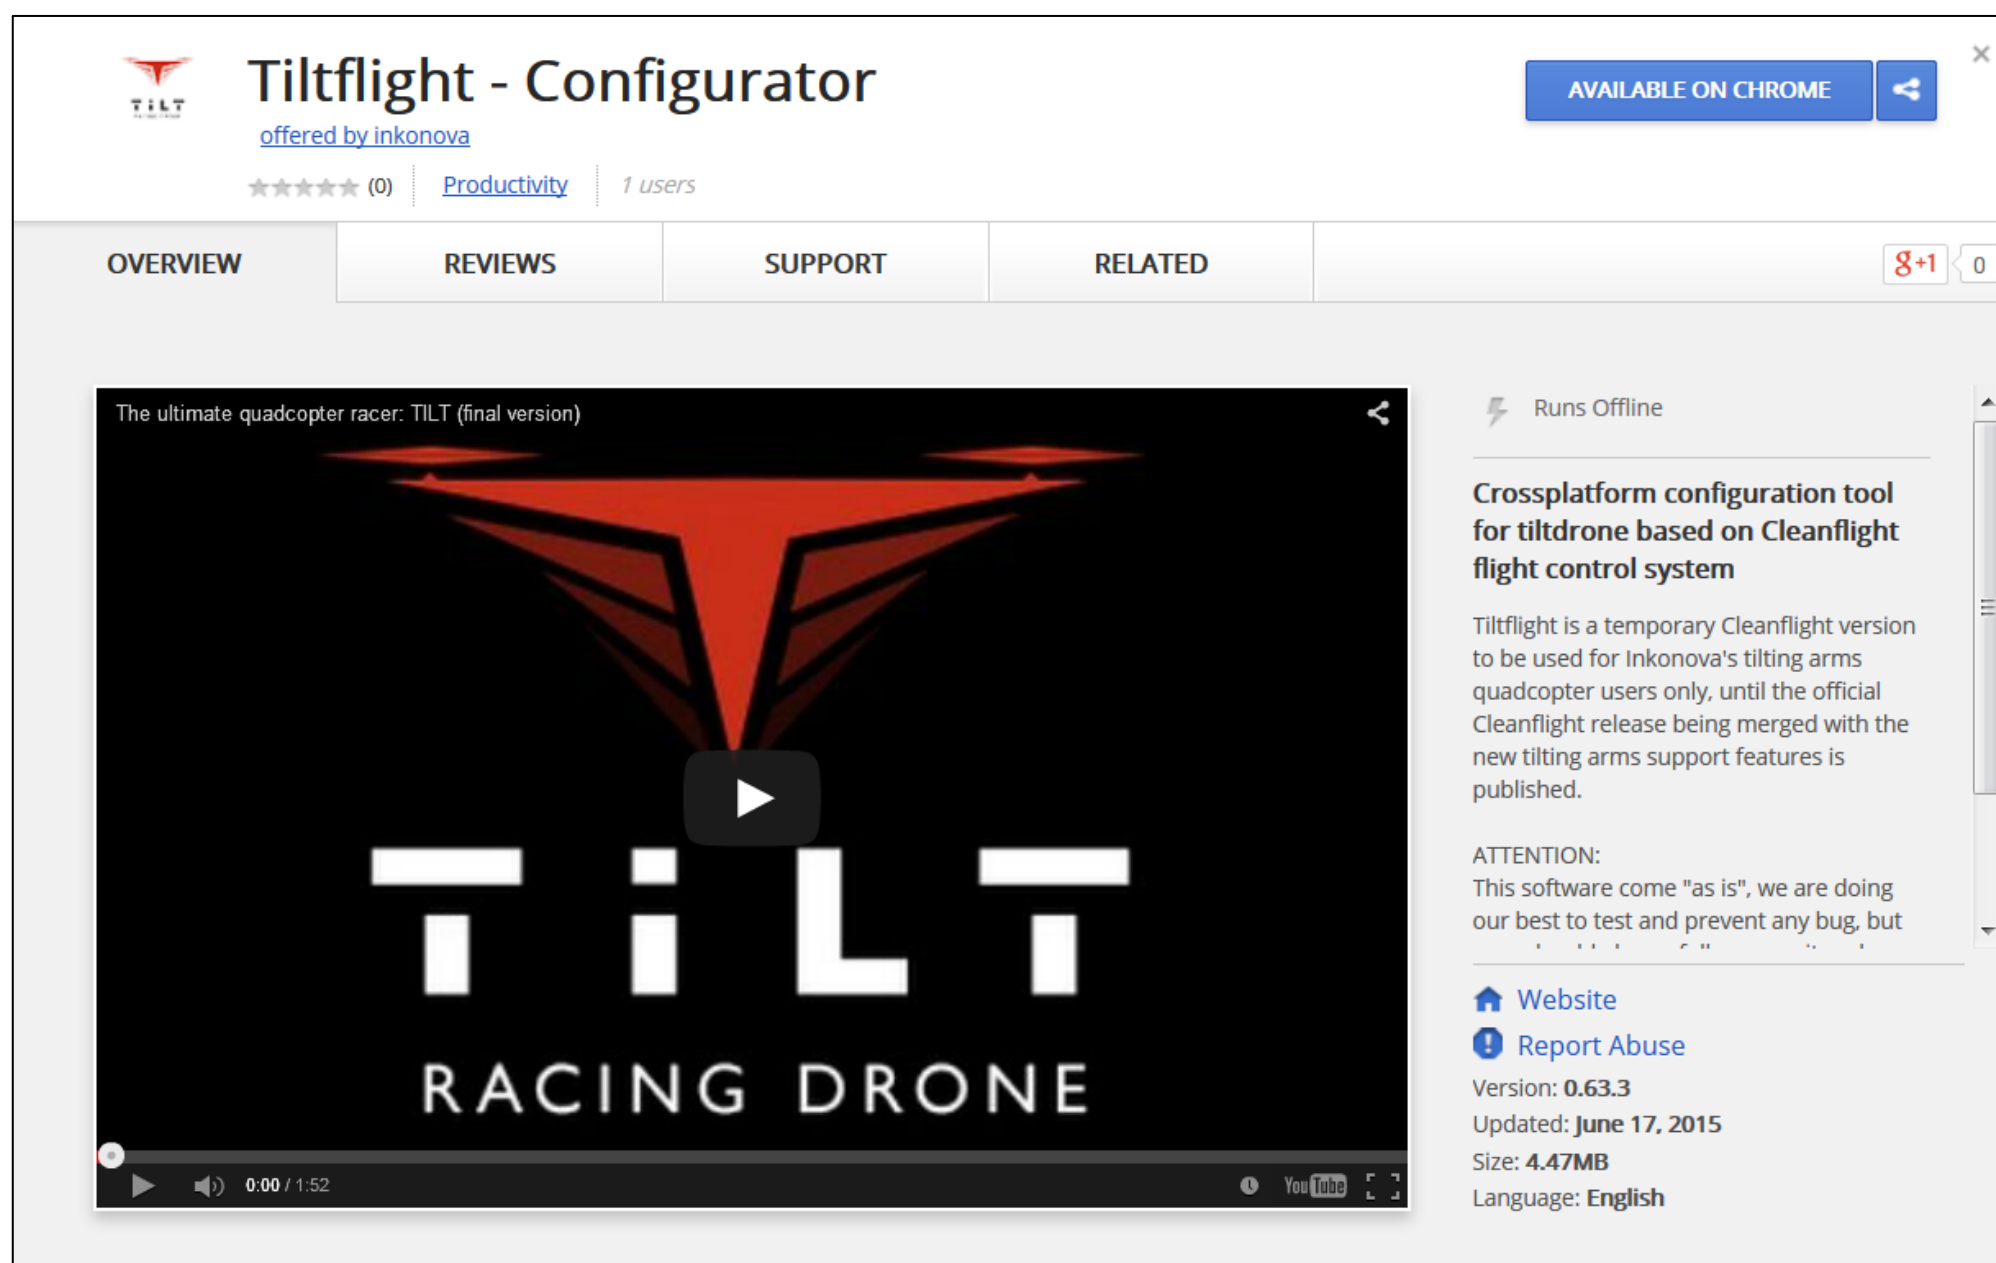 TiLT
Tiltflight - Configurator
offered by inkonova
(0)
Productivity
1 users
AVAILABLE ON CHROME
OVERVIEW
REVIEWS
SUPPORT
RELATED
g+1
0
The ultimate quadcopter racer: TILT (final version)
TiLT
RACING DRONE
0:00 / 1:52
YouTube
Runs Offline
Crossplatform configuration tool
for tiltdrone based on Cleanflight
flight control system
Tiltflight is a temporary Cleanflight version
to be used for Inkonova's tilting arms
quadcopter users only, until the official
Cleanflight release being merged with the
new tilting arms support features is
published.
ATTENTION:
This software come "as is", we are doing
our best to test and prevent any bug, but
Website
Report Abuse
Version: 0.63.3
Updated: June 17, 2015
Size: 4.47MB
Language: English